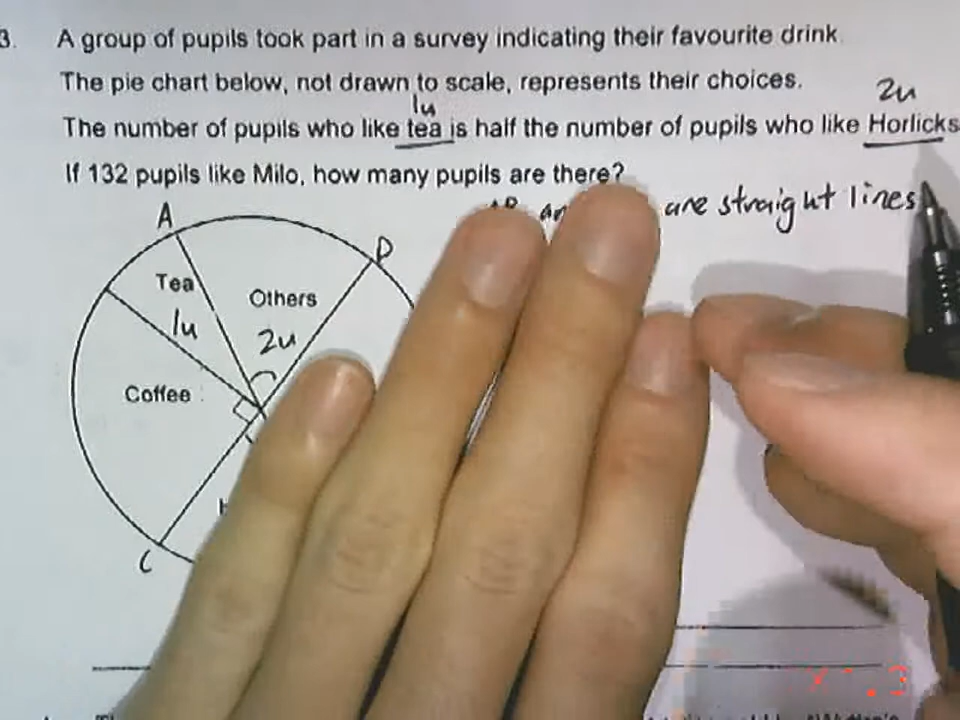 3. A group of pupils took part in a survey indicating their favourite drink.
The pie chart below, not drawn to scale, represents their choices.
1u
2u
The number of pupils who like tea is half the number of pupils who like Horlicks
If 132 pupils like Milo, how many pupils are there?
are straight lines
A
D
Tea
Others
1u
2u
Coffee
C